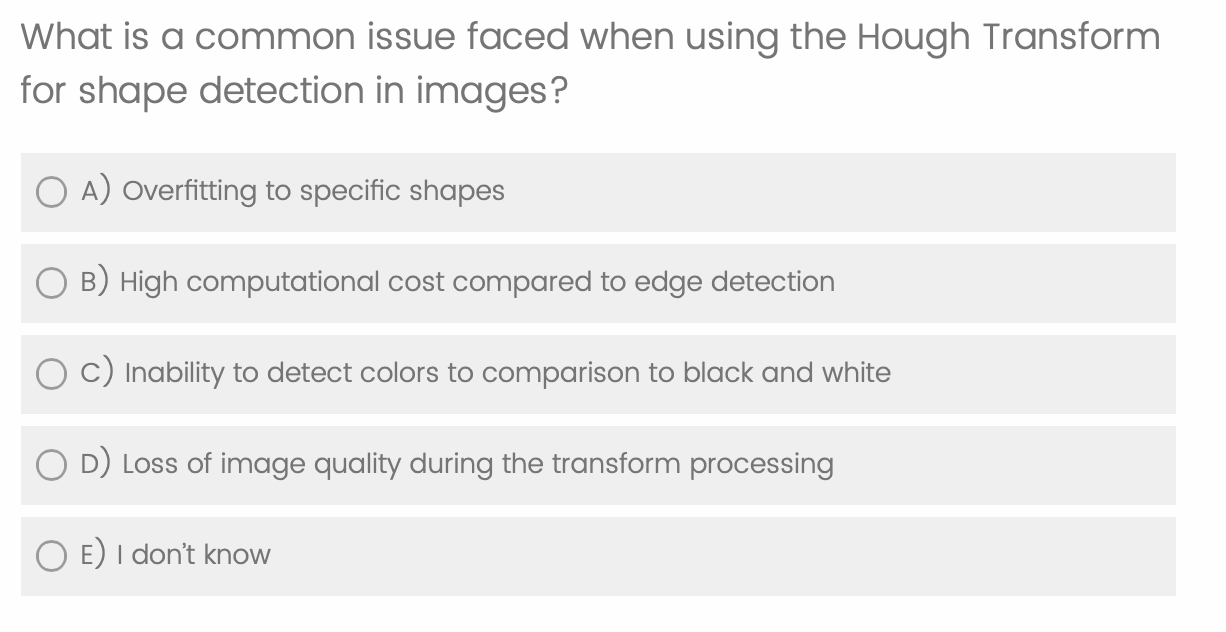 What is a common issue faced when using the Hough Transform
for shape detection in images?
A) Overfitting to specific shapes
B) High computational cost compared to edge detection
C) Inability to detect colors to comparison to black and white
D) Loss of image quality during the transform processing
E) I don't know